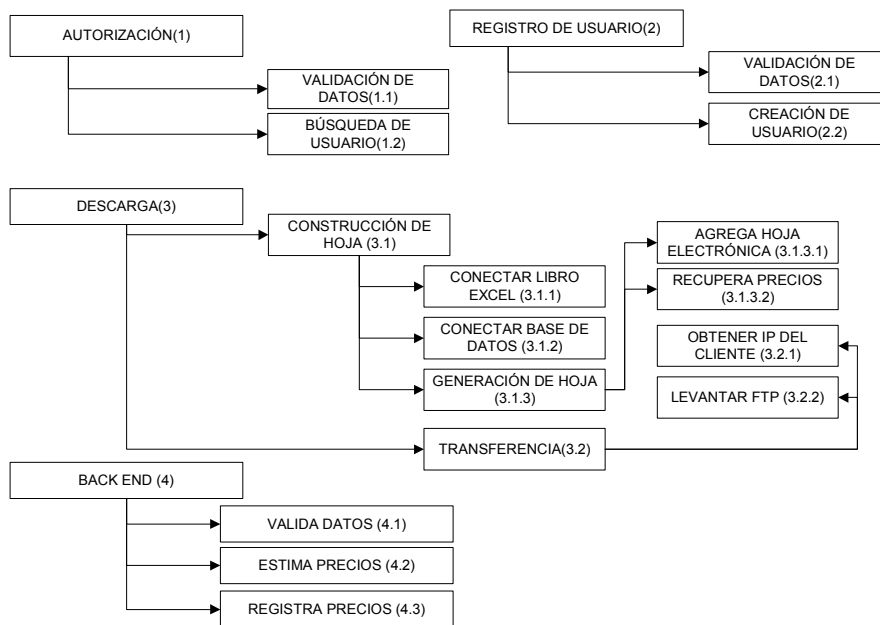 AUTORIZACIÓN(1)
VALIDACIÓN DE
DATOS(1.1)
BÚSQUEDA DE
USUARIO(1.2)
REGISTRO DE USUARIO(2)
VALIDACIÓN DE
DATOS(2.1)
CREACIÓN DE
USUARIO(2.2)
DESCARGA(3)
CONSTRUCCIÓN DE
HOJA (3.1)
CONECTAR LIBRO
EXCEL (3.1.1)
CONECTAR BASE DE
DATOS (3.1.2)
GENERACIÓN DE HOJA
(3.1.3)
AGREGA HOJA
ELECTRÓNICA (3.1.3.1)
RECUPERA PRECIOS
(3.1.3.2)
OBTENER IP DEL
CLIENTE (3.2.1)
LEVANTAR FTP (3.2.2)
TRANSFERENCIA(3.2)
BACK END (4)
VALIDA DATOS (4.1)
ESTIMA PRECIOS (4.2)
REGISTRA PRECIOS (4.3)